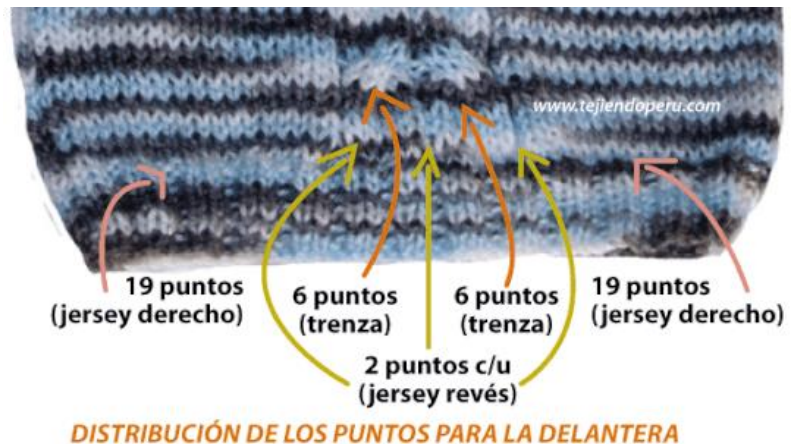 www.tejiendoperu.com
19 puntos
(jersey derecho)
6 puntos
(trenza)
6 puntos
(trenza)
19 puntos
(jersey derecho)
2 puntos c/u
(jersey revés)
DISTRIBUCIÓN DE LOS PUNTOS PARA LA DELANTERA